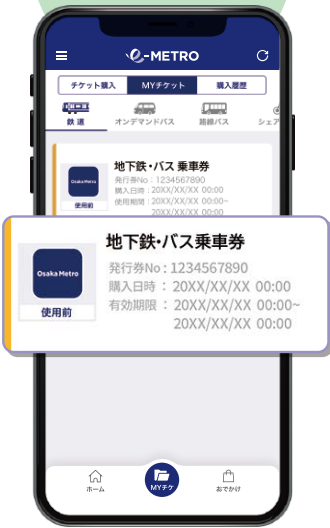 e-METRO
チケット購入 MYチケット 購入履歴
鉄道 オンデマンドバス 路線バス シェア
地下鉄・バス 乗車券
Osaka Metro
発行券No：1234567890
購入日時：20XX/XX/XX 00:00
使用期間：20XX/XX/XX 00:00~
使用前
20XX/XX/XX 00:00
地下鉄・バス乗車券
Osaka Metro
発行券No：1234567890
購入日時：20XX/XX/XX 00:00
有効期限：20XX/XX/XX 00:00~
使用前
20XX/XX/XX 00:00
ホーム MYチケ おでかけ